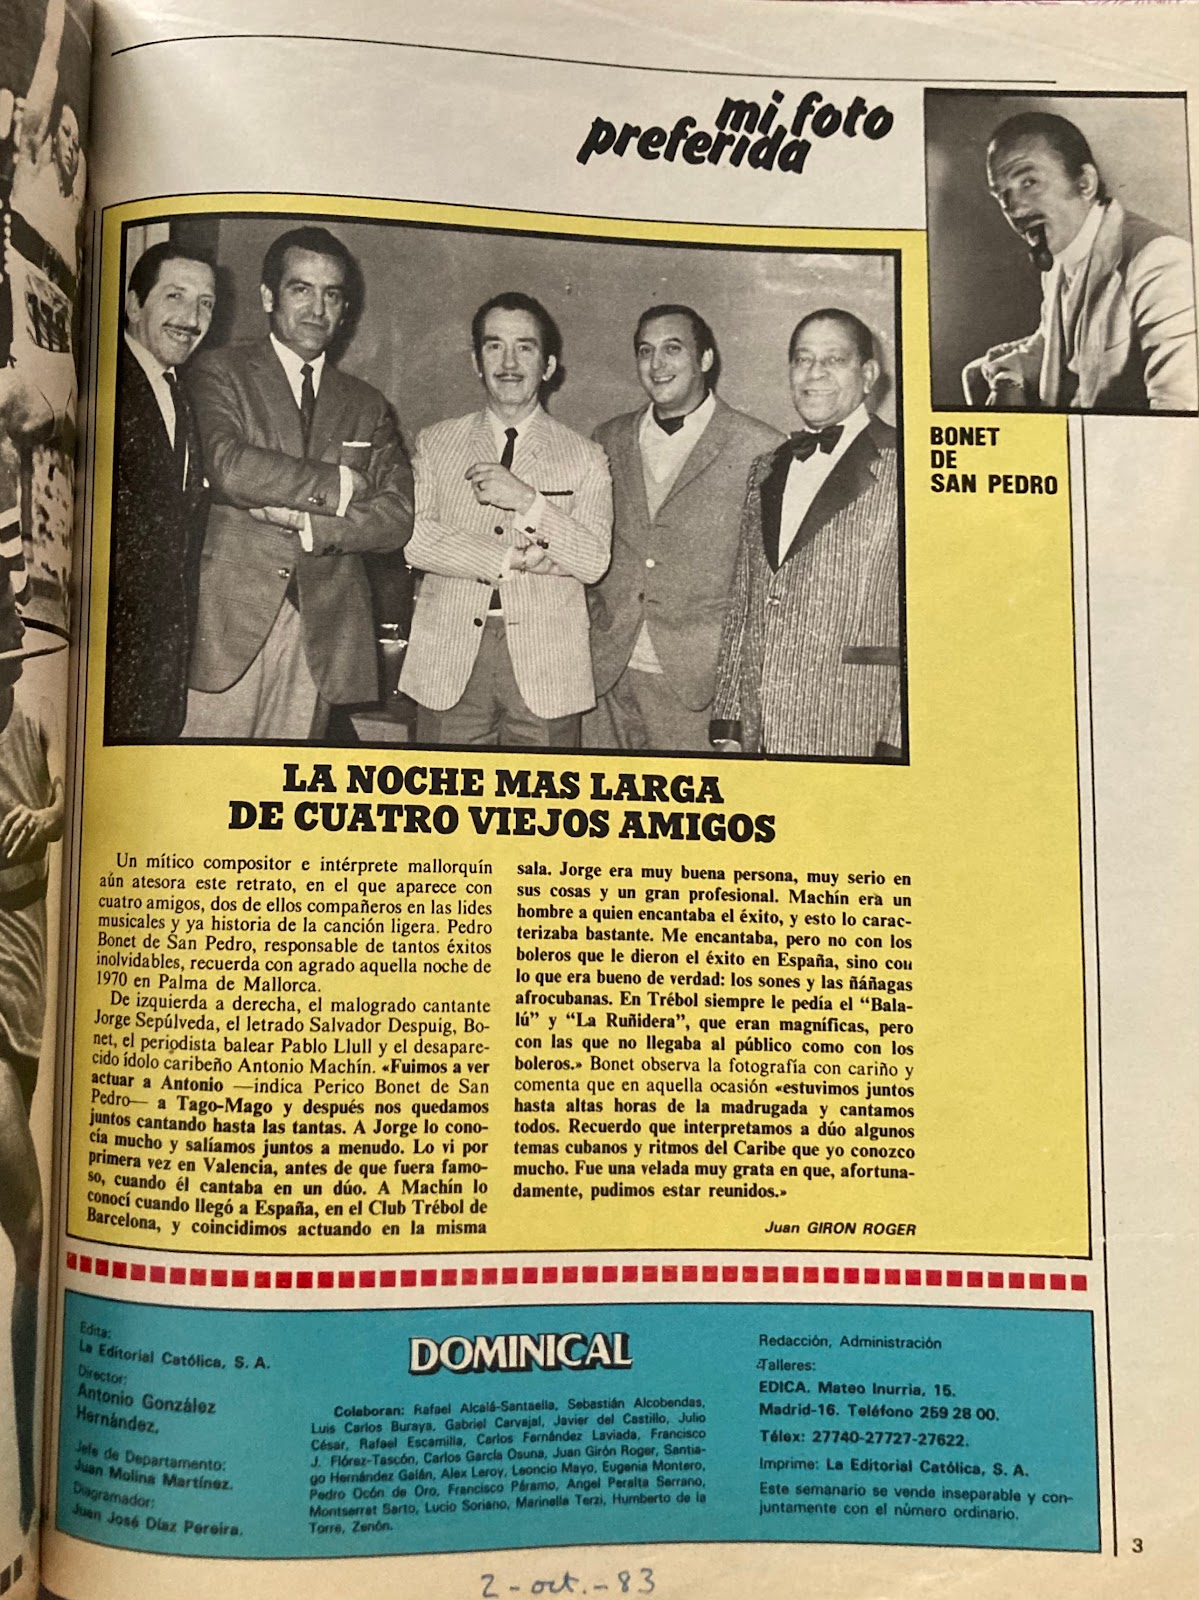 mi foto
preferida
BONET
DE
SAN PEDRO
LA NOCHE MAS LARGA
DE CUATRO VIEJOS AMIGOS
Un mítico compositor e intérprete mallorquín
aún atesora este retrato, en el que aparece con
cuatro amigos, dos de ellos compañeros en las lides
musicales y ya historia de la canción ligera. Pedro
Bonet de San Pedro, responsable de tantos éxitos
inolvidables, recuerda con agrado aquella noche de
1970 en Palma de Mallorca.
De izquierda a derecha, el malogrado cantante
Jorge Sepúlveda, el letrado Salvador Despuig, Bo-
net, el periodista balear Pablo Llull y el desapare-
cido ídolo caribeño Antonio Machín. «Fuimos a ver
actuar a Antonio —indica Perico Bonet de San
Pedro— a Tago-Mago y después nos quedamos
juntos cantando hasta las tantas. A Jorge lo cono-
cía mucho y salíamos juntos a menudo. Lo vi por
primera vez en Valencia, antes de que fuera famo-
so, cuando él cantaba en un dúo. A Machín lo
conocí cuando llegó a España, en el Club Trébol de
Barcelona, y coincidimos actuando en la misma
sala. Jorge era muy buena persona, muy serio en
sus cosas y un gran profesional. Machín era un
hombre a quien encantaba el éxito, y esto lo carac-
terizaba bastante. Me encantaba, pero no con los
boleros que le dieron el éxito en España, sino con
lo que era bueno de verdad: los sones y las ñáñagas
afrocubanas. En Trébol siempre le pedía el “Bala-
lú” y “La Ruñidera”, que eran magníficas, pero
con las que no llegaba al público como con los
boleros.» Bonet observa la fotografía con cariño y
comenta que en aquella ocasión «estuvimos juntos
hasta altas horas de la madrugada y cantamos
todos. Recuerdo que interpretamos a dúo algunos
temas cubanos y ritmos del Caribe que yo conozco
mucho. Fue una velada muy grata en que, afortuna-
damente, pudimos estar reunidos.»
Juan GIRON ROGER
Edita:
La Editorial Católica, S. A.
Director:
Antonio González
Hernández.
Jefe de Departamento:
Juan Molina Martínez.
Diagramador:
Juan José Díaz Pereira.
DOMINICAL
Colaboran: Rafael Alcalá-Santaella, Sebastián Alcobendas,
Luis Carlos Buraya, Gabriel Carvajal, Javier del Castillo, Julio
César, Rafael Escamilla, Carlos Fernández Laviada, Francisco
J. Flórez-Tascón, Carlos García Osuna, Juan Girón Roger, Santia-
go Hernández Galán, Alex Leroy, Leoncio Mayo, Eugenia Montero,
Pedro Ocón de Oro, Francisco Páramo, Angel Peralta Serrano,
Montserrat Sarto, Lucio Soriano, Marinella Terzi, Humberto de la
Torre, Zenón.
Redacción, Administración
Talleres:
EDICA. Mateo Inurria, 15.
Madrid-16. Teléfono 259 28 00.
Télex: 27740-27727-27622.
Imprime: La Editorial Católica, S. A.
Este semanario se vende inseparable y con-
juntamente con el número ordinario.
3
2-oct.-83